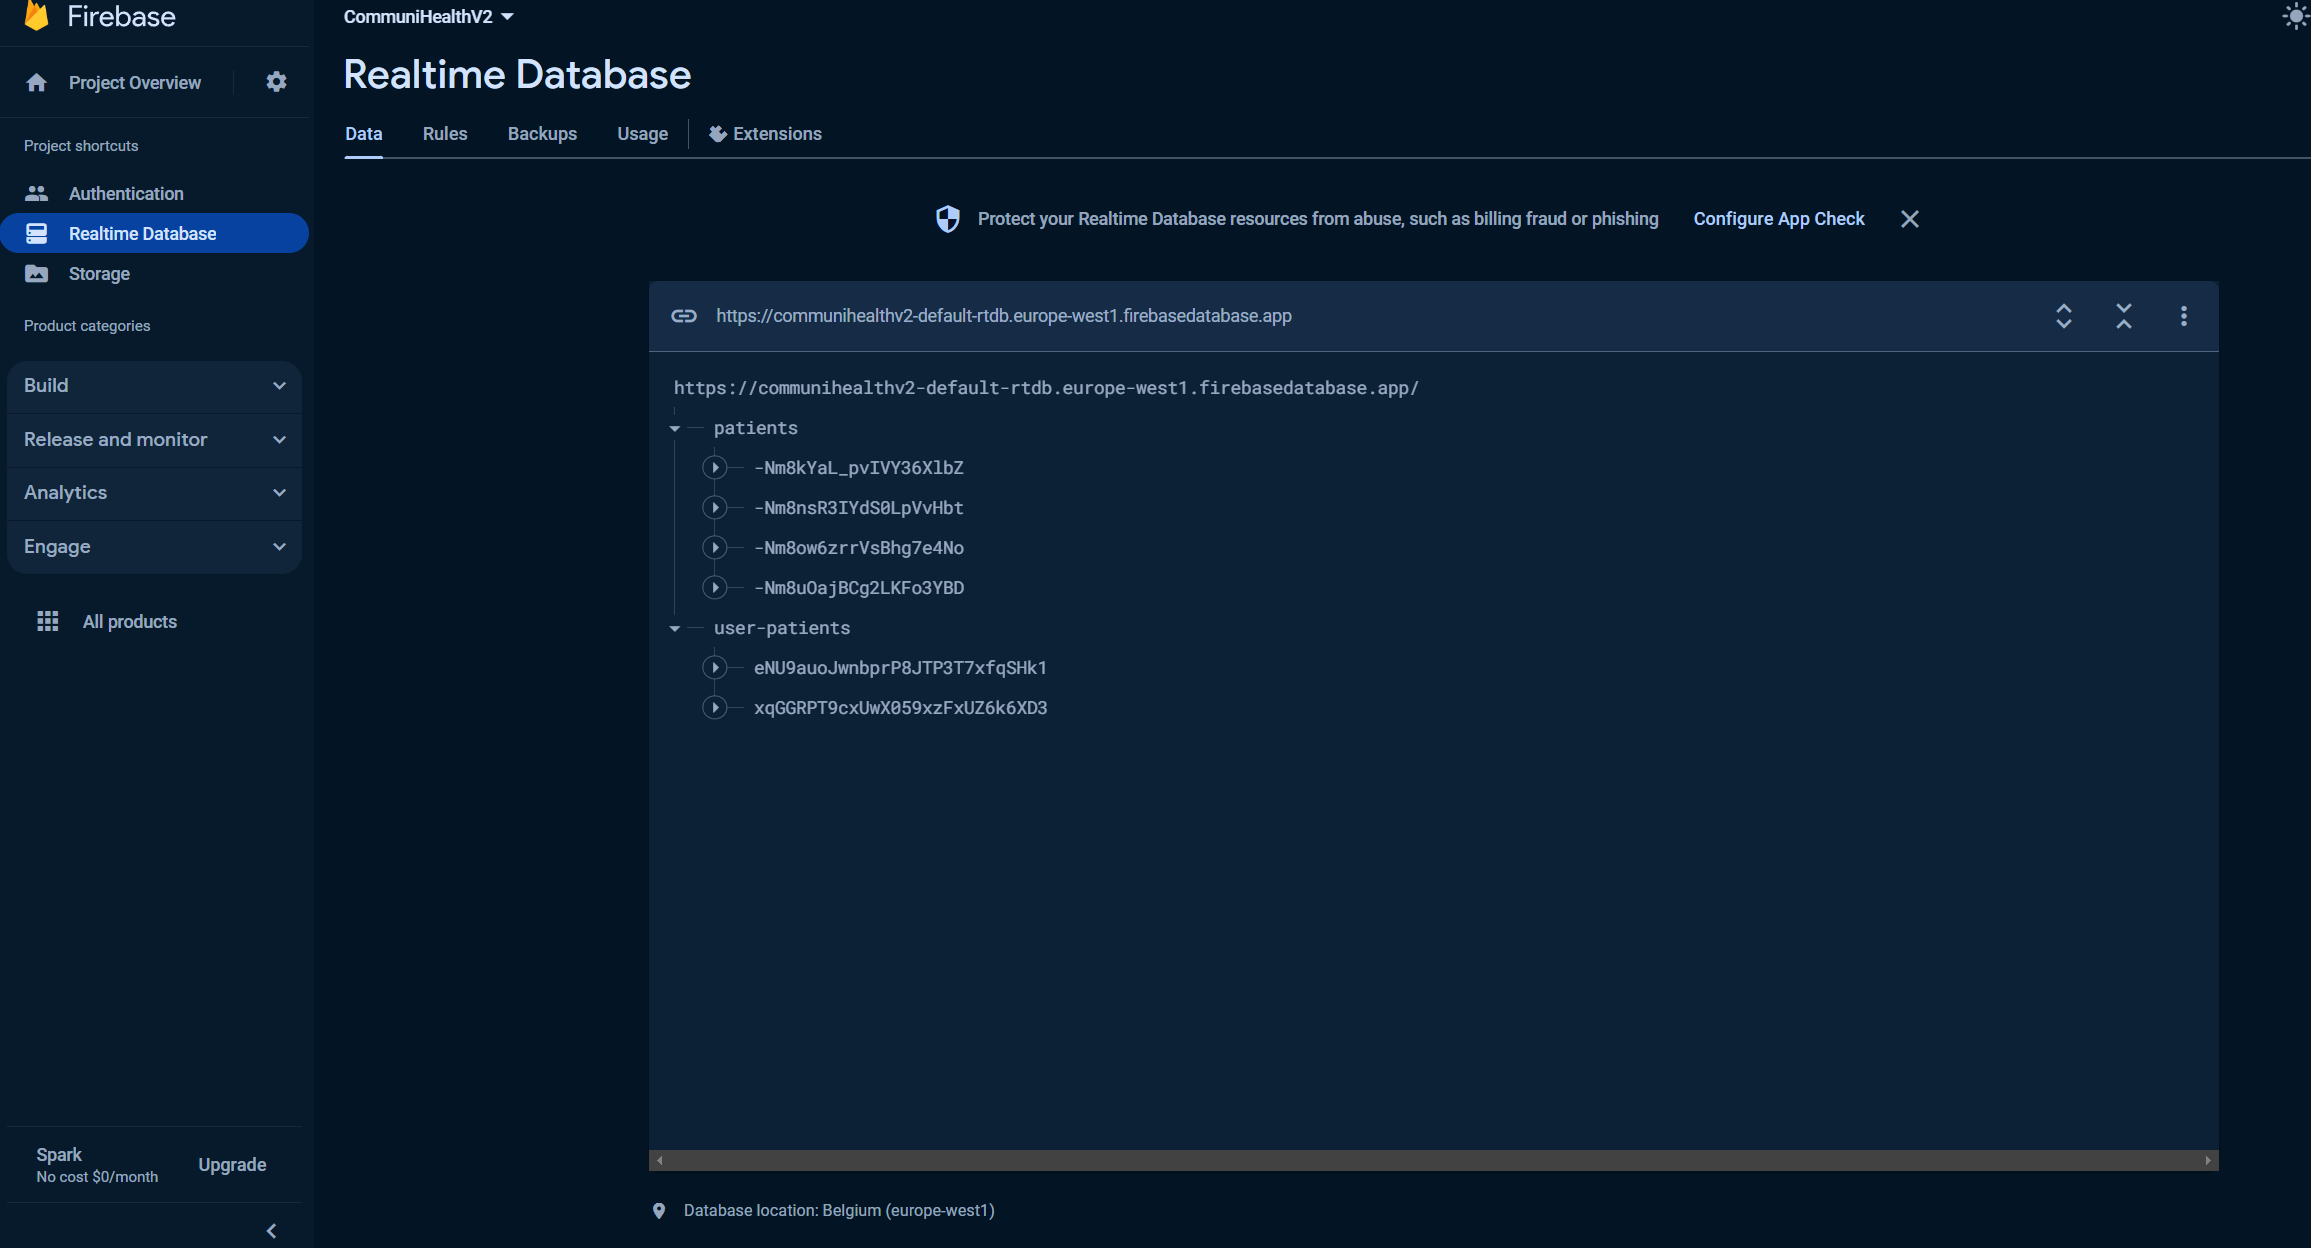 Firebase
CommuniHealthV2
Project Overview
Realtime Database
Data
Rules
Backups
Usage
Extensions
Project shortcuts
Authentication
Realtime Database
Storage
Product categories
Build
Release and monitor
Analytics
Engage
All products
Protect your Realtime Database resources from abuse, such as billing fraud or phishing
Configure App Check
https://communihealthv2-default-rtdb.europe-west1.firebasedatabase.app
https://communihealthv2-default-rtdb.europe-west1.firebasedatabase.app/
patients
-Nm8kYaL_pvIVY36XlbZ
-Nm8nsR3IYdS0LpVvHbt
-Nm8ow6zrrVsBhg7e4No
-Nm8uOajBCg2LKFo3YBD
user-patients
eNU9auoJwnbprP8JTP3T7xfqSHk1
xqGGRPT9cxUwX059xzFxUZ6k6XD3
Spark
No cost $0/month
Upgrade
Database location: Belgium (europe-west1)